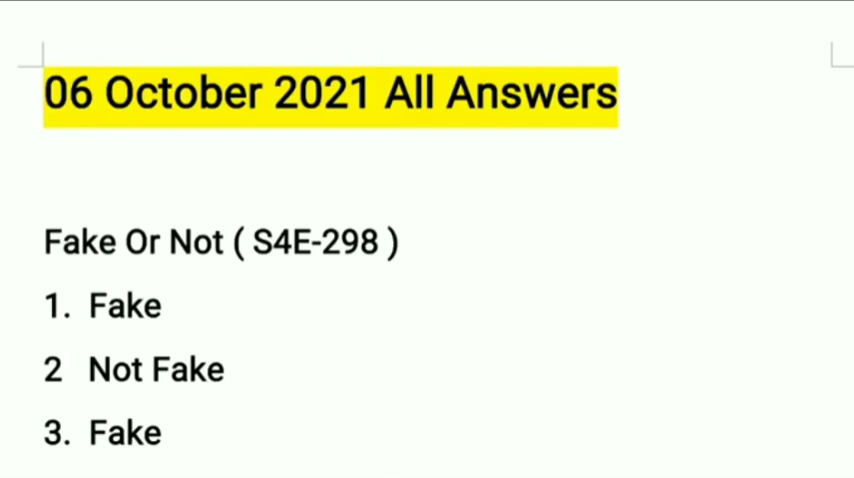 06 October 2021 All Answers
Fake Or Not ( S4E-298 )
1. Fake
2 Not Fake
3. Fake